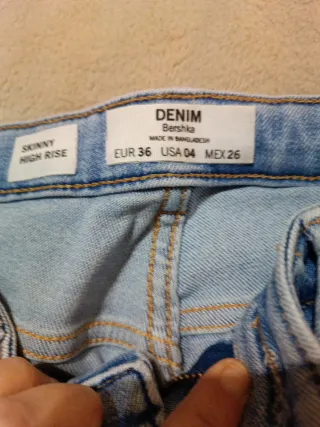 SKINNY
HIGH RISE
DENIM
Bershka
MADE IN BANGLADESH
EUR 36 USA 04 MEX 26